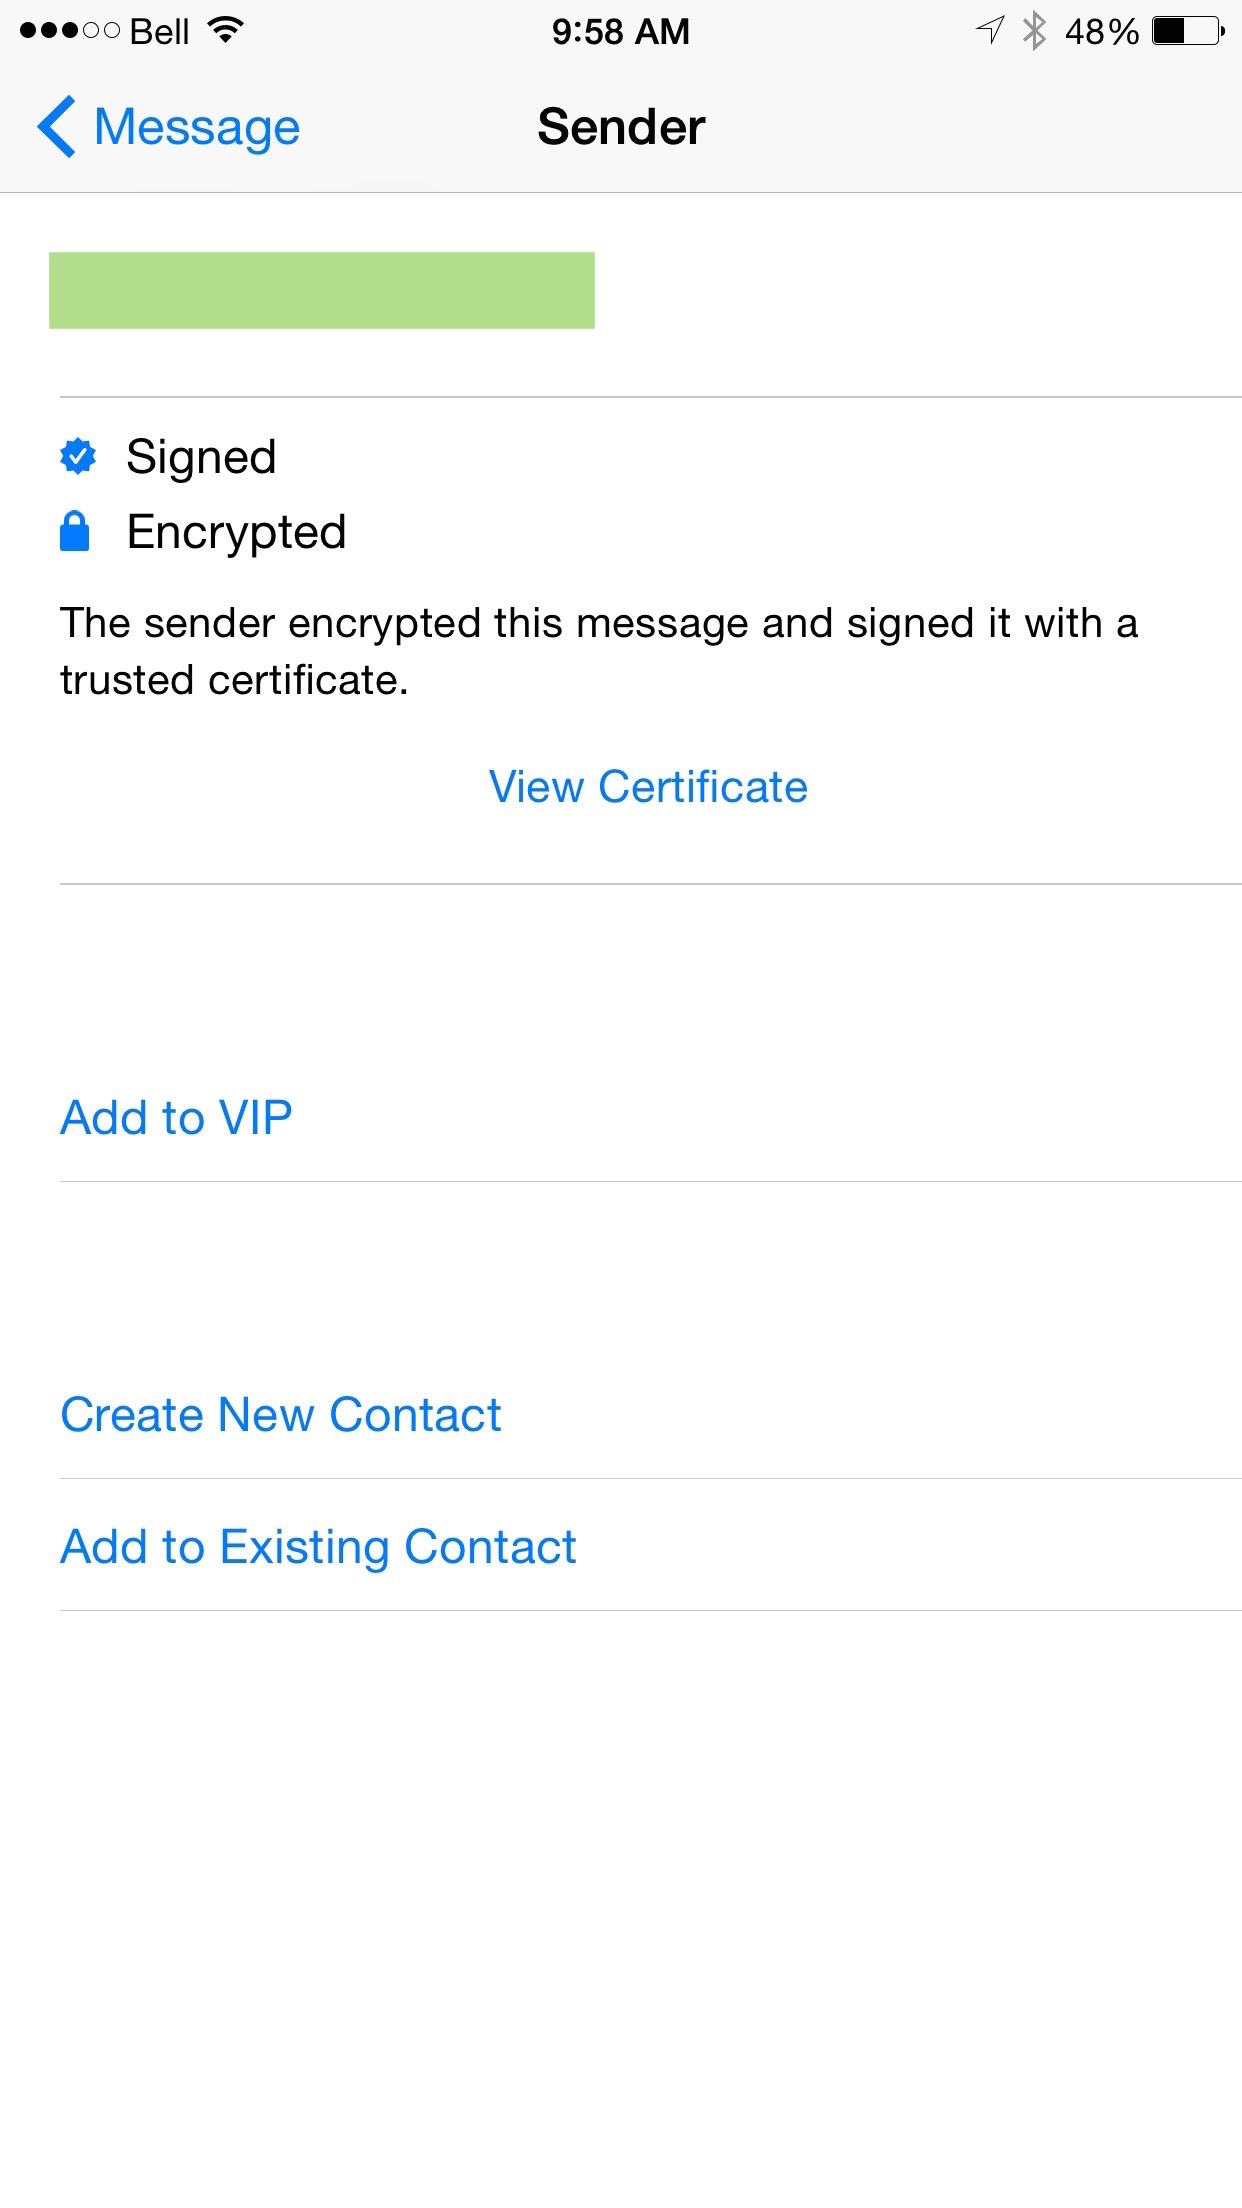 Bell 9:58 AM 48%
Message Sender
Signed
Encrypted
The sender encrypted this message and signed it with a
trusted certificate.
View Certificate
Add to VIP
Create New Contact
Add to Existing Contact